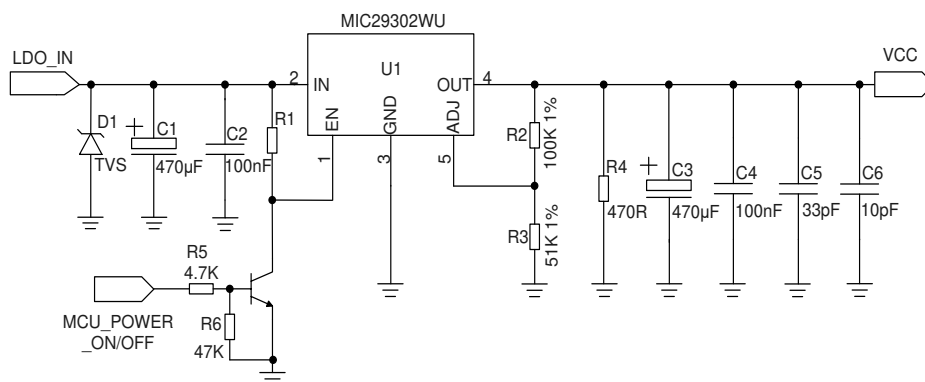 MIC29302WU
LDO_IN
VCC
U1
2
IN
OUT
4
EN
GND
ADJ
1
3
5
D1
TVS
C1
470µF
C2
100nF
R1
R2
100K 1%
R3
51K 1%
R4
470R
C3
470µF
C4
100nF
C5
33pF
C6
10pF
R5
4.7K
MCU_POWER
_ON/OFF
R6
47K